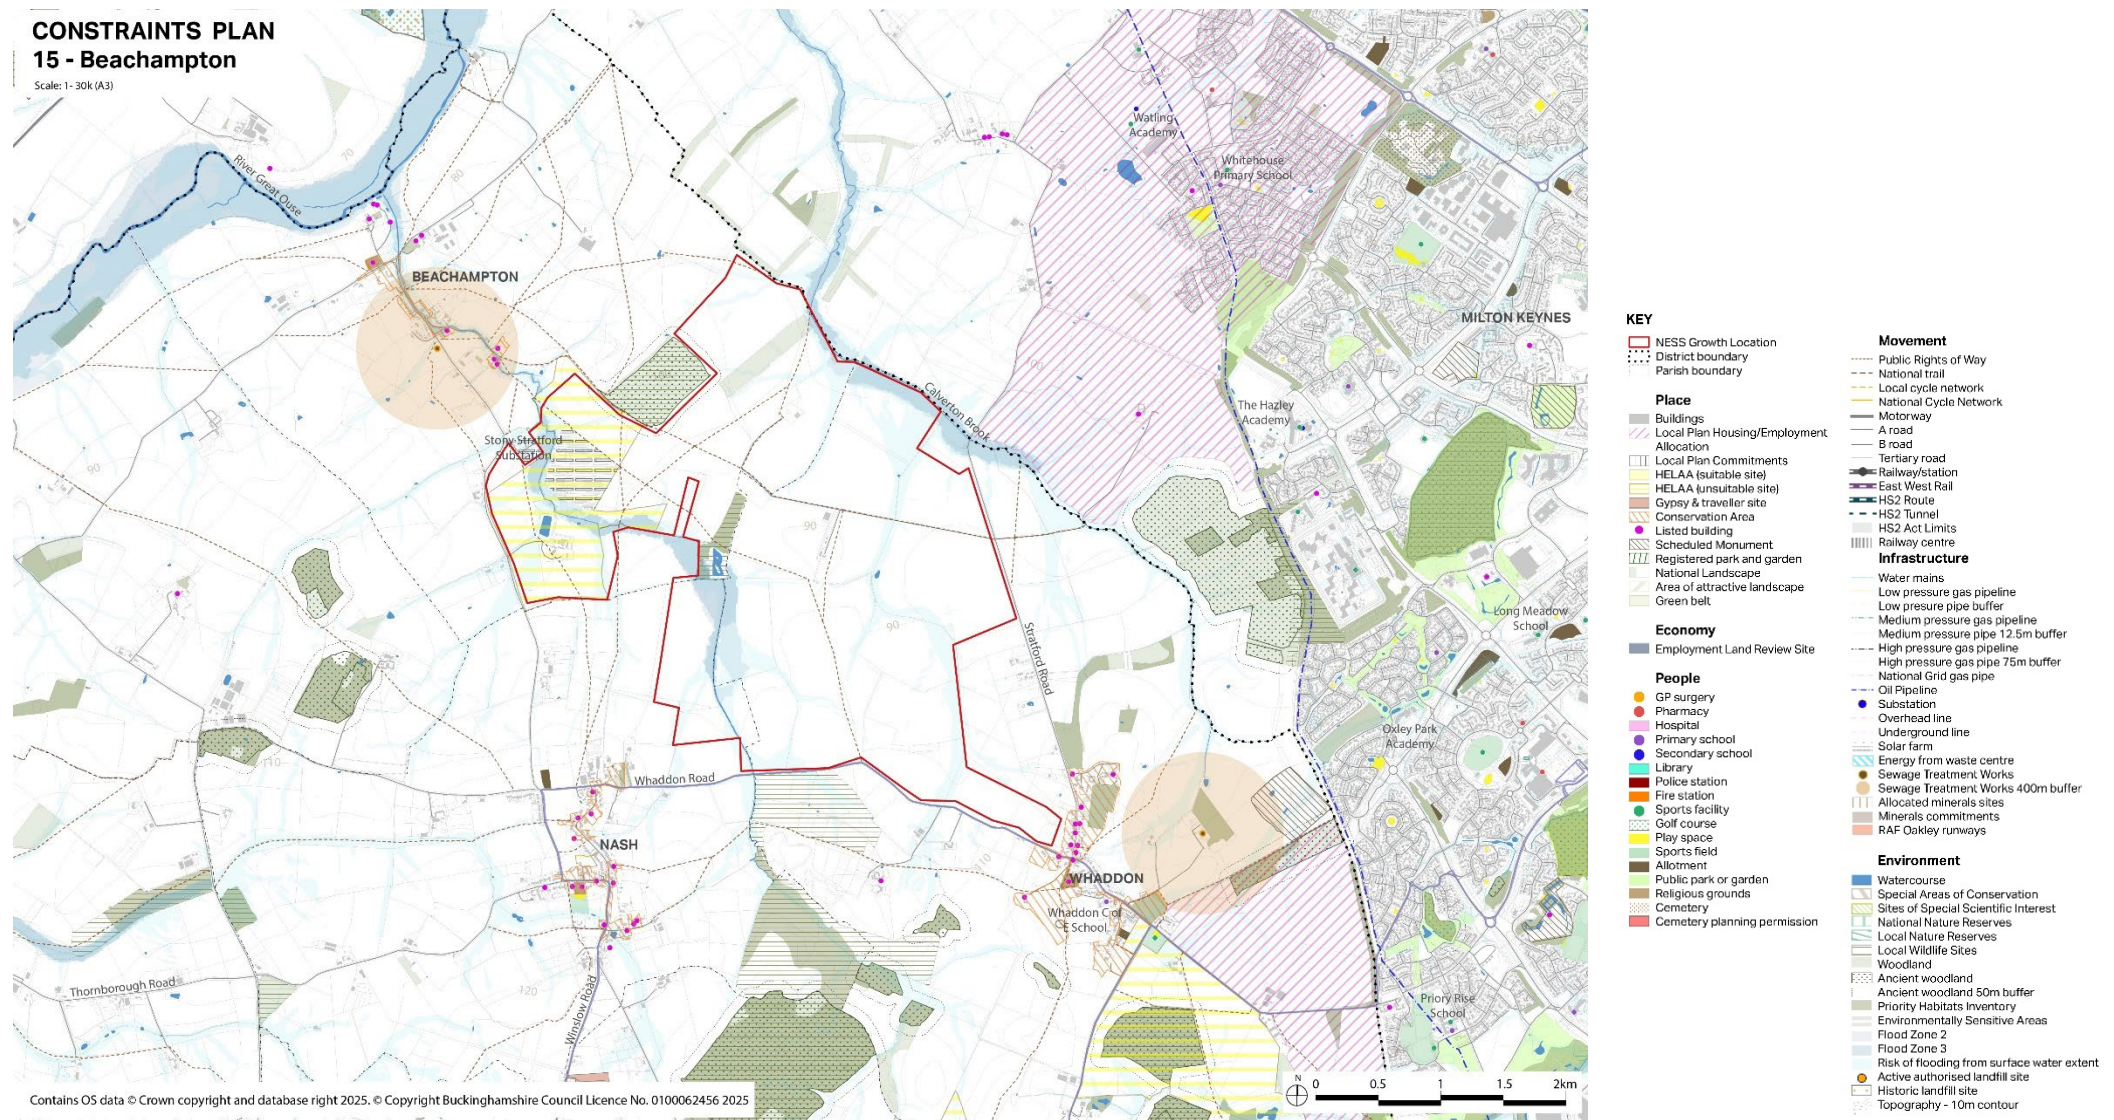 CONSTRAINTS PLAN
15 - Beachampton
Scale: 1- 30k (A3)
River Great Ouse
70
80
BEACHAMPTON
Stony Stratford
Substation
90
Calverton Brook
100
Watling
Academy
Whitehouse
Primary School
MILTON KEYNES
The Hazley
Academy
90
90
Stratford Road
Long Meadow
School
Oxley Park
Academy
110
Whaddon Road
NASH
10
WHADDON
Whaddon C of
E School
Thornborough Road
120
Winslow Road
Priory Rise
School
N
0 0.5 1 1.5 2km
Contains OS data © Crown copyright and database right 2025. © Copyright Buckinghamshire Council Licence No. 0100062456 2025
KEY
NESS Growth Location
District boundary
Parish boundary
Place
Buildings
Local Plan Housing/Employment
Allocation
Local Plan Commitments
HELAA (suitable site)
HELAA (unsuitable site)
Gypsy & traveller site
Conservation Area
Listed building
Scheduled Monument
Registered park and garden
National Landscape
Area of attractive landscape
Green belt
Economy
Employment Land Review Site
People
GP surgery
Pharmacy
Hospital
Primary school
Secondary school
Library
Police station
Fire station
Sports facility
Golf course
Play space
Sports field
Allotment
Public park or garden
Religious grounds
Cemetery
Cemetery planning permission
Movement
Public Rights of Way
National trail
Local cycle network
National Cycle Network
Motorway
A road
B road
Tertiary road
Railway/station
East West Rail
HS2 Route
HS2 Tunnel
HS2 Act Limits
Railway centre
Infrastructure
Water mains
Low pressure gas pipeline
Low presure pipe buffer
Medium pressure gas pipeline
Medium pressure pipe 12.5m buffer
High pressure gas pipeline
High pressure gas pipe 75m buffer
National Grid gas pipe
Oil Pipeline
Substation
Overhead line
Underground line
Solar farm
Energy from waste centre
Sewage Treatment Works
Sewage Treatment Works 400m buffer
Allocated minerals sites
Minerals commitments
RAF Oakley runways
Environment
Watercourse
Special Areas of Conservation
Sites of Special Scientific Interest
National Nature Reserves
Local Nature Reserves
Local Wildlife Sites
Woodland
Ancient woodland
Ancient woodland 50m buffer
Priority Habitats Inventory
Environmentally Sensitive Areas
Flood Zone 2
Flood Zone 3
Risk of flooding from surface water extent
Active authorised landfill site
Historic landfill site
Topography - 10m contour